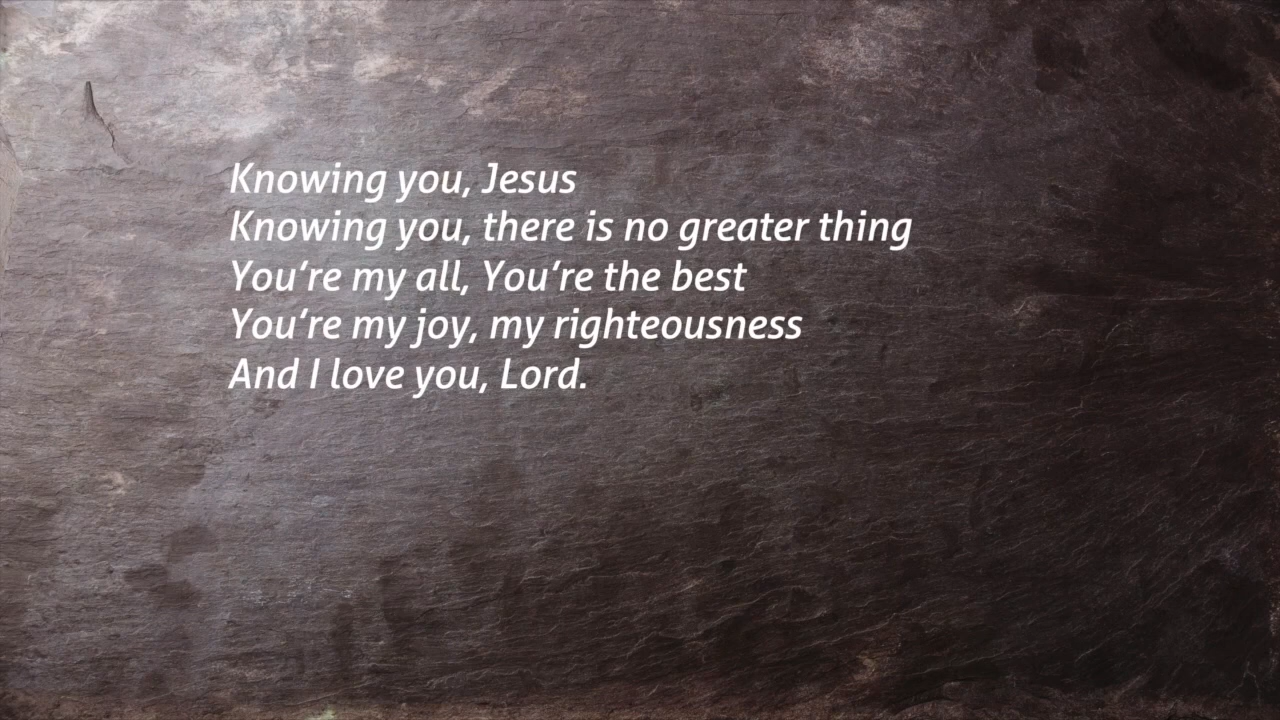 Knowing you, Jesus
Knowing you, there is no greater thing
You’re my all, You’re the best
You’re my joy, my righteousness
And I love you, Lord.